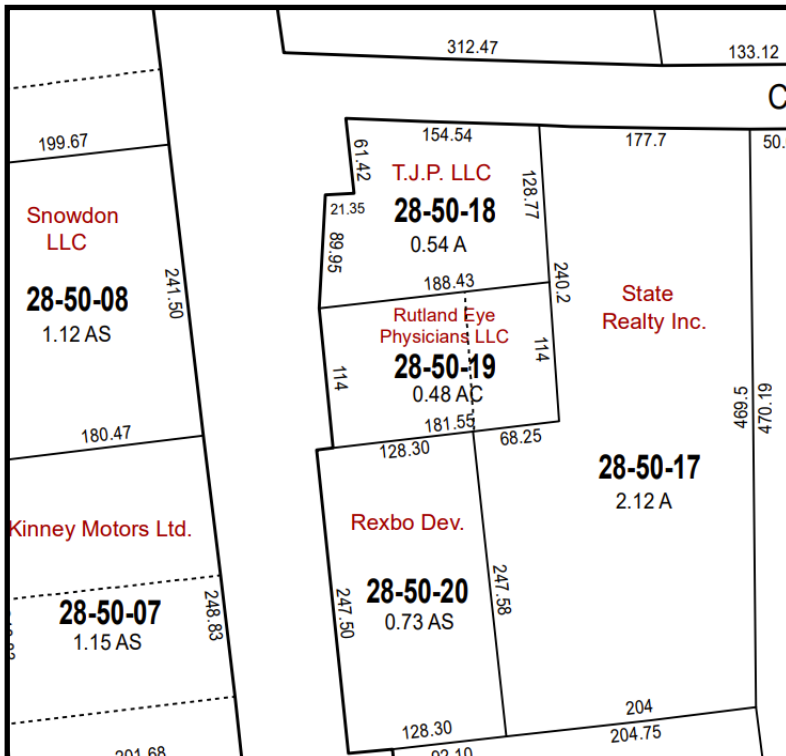 312.47
133.12
C
199.67
154.54
177.7
50.
61.42
T.J.P. LLC
128.77
28-50-18
0.54 A
21.35
89.95
Snowdon
LLC
28-50-08
1.12 AS
241.50
188.43
240.2
State
Realty Inc.
Rutland Eye
Physicians LLC
28-50-19
0.48 AC
114
114
181.55
128.30
68.25
180.47
469.5
470.19
28-50-17
2.12 A
Kinney Motors Ltd.
Rexbo Dev.
28-50-20
0.73 AS
247.50
247.58
28-50-07
1.15 AS
248.83
204
204.75
128.30
92.10
201.68